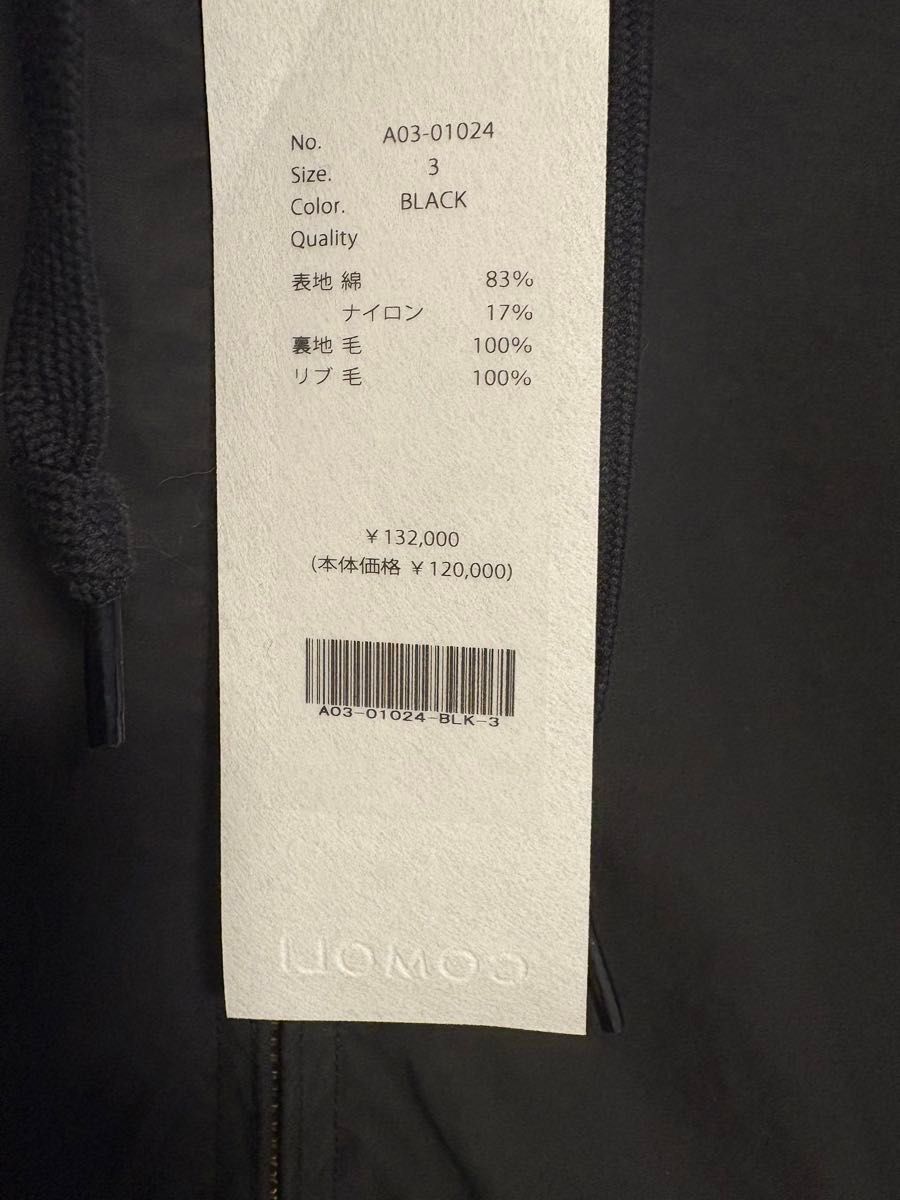 No. A03-01024
Size. 3
Color. BLACK
Quality
表地 綿 83%
ナイロン 17%
裏地 毛 100%
リブ 毛 100%
￥132,000
(本体価格 ￥120,000)
A03-01024-BLK-3
COMOLI